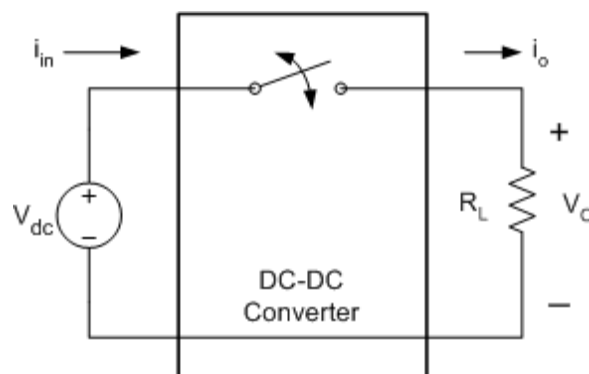 i_in
i_o
+
V_dc
+
−
R_L
V_O
DC-DC
Converter
−